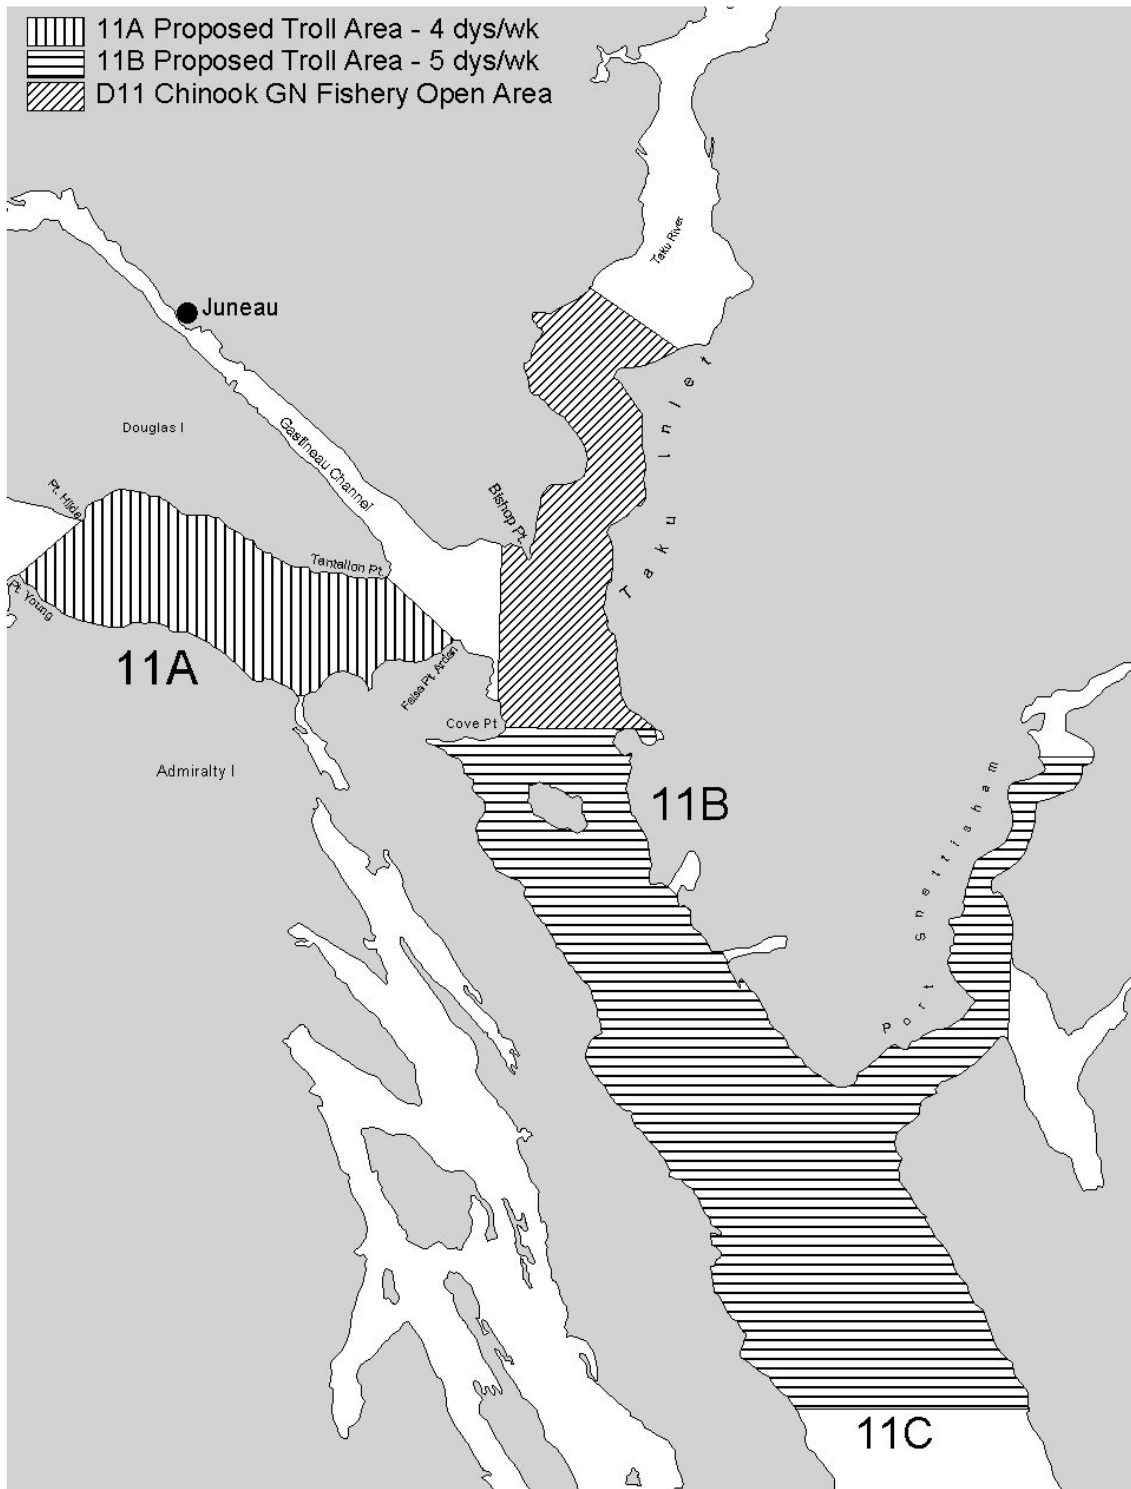 11A Proposed Troll Area - 4 dys/wk
11B Proposed Troll Area - 5 dys/wk
D11 Chinook GN Fishery Open Area
Taku River
Juneau
Taku Inlet
Douglas I
Gastineau Channel
Pt. Hilde
Bishop Pt.
Tantallon Pt.
Pt. Young
11A
False Pt. Arden
Cove Pt
Admiralty I
11B
Port Snettisham
11C